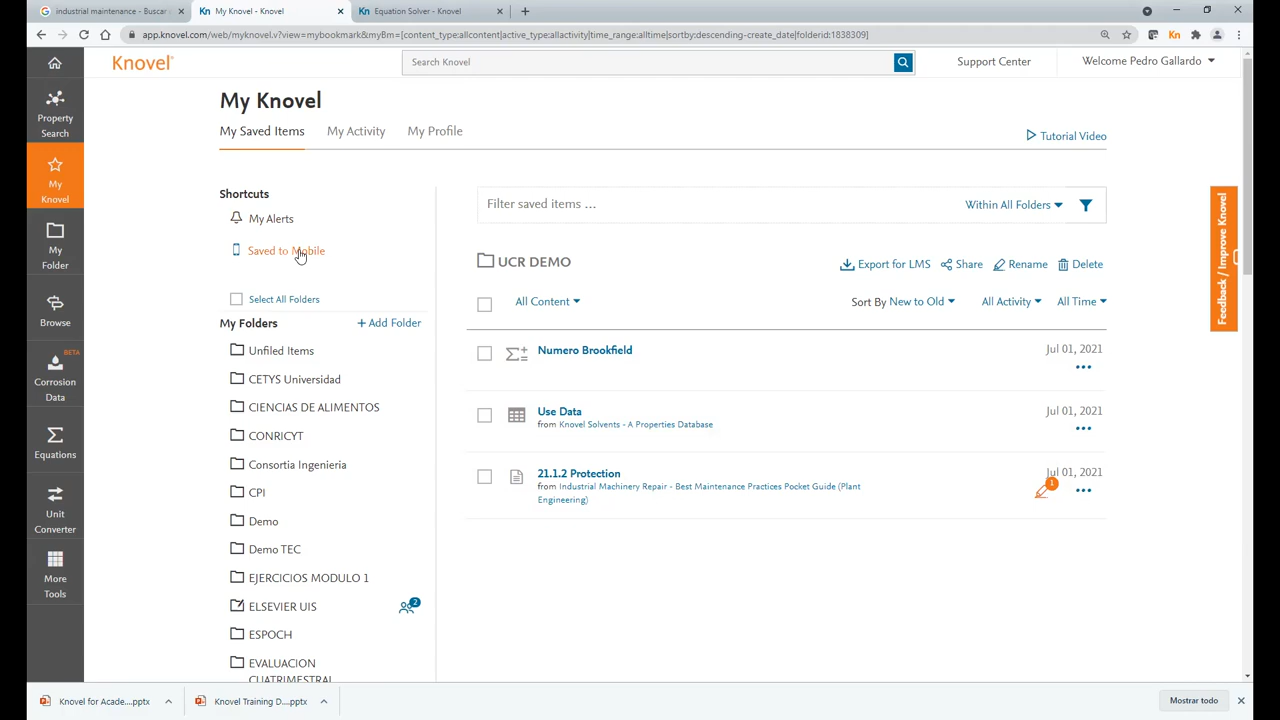 industrial maintenance - Buscar
My Knovel - Knovel
Kn Equation Solver - Knovel
app.knovel.com/web/myknovel.v?view=mybookmark&myBm=[content_type:allcontent|active_type:allactivity|time_range:alltime|sortby:descending-create_date|folderid:1838309]
Kn
Knovel®
Search Knovel
Support Center
Welcome Pedro Gallardo
Property
Search
My
Knovel
My
Folder
Browse
BETA
Corrosion
Data
Equations
Unit
Converter
More
Tools
My Knovel
My Saved Items
My Activity
My Profile
Tutorial Video
Shortcuts
My Alerts
Saved to Mobile
Select All Folders
My Folders
+ Add Folder
Unfiled Items
CETYS Universidad
CIENCIAS DE ALIMENTOS
CONRICYT
Consortia Ingenieria
CPI
Demo
Demo TEC
EJERCICIOS MODULO 1
ELSEVIER UIS
2
ESPOCH
EVALUACION
CUATRIMESTRAL
Filter saved items ...
Within All Folders
UCR DEMO
Export for LMS
Share
Rename
Delete
All Content
Sort By New to Old
All Activity
All Time
Numero Brookfield
Jul 01, 2021
Use Data
Jul 01, 2021
from Knovel Solvents - A Properties Database
21.1.2 Protection
Jul 01, 2021
from Industrial Machinery Repair - Best Maintenance Practices Pocket Guide (Plant
Engineering)
1
Feedback / Improve Knovel
Knovel for Acade....pptx
Knovel Training D....pptx
Mostrar todo